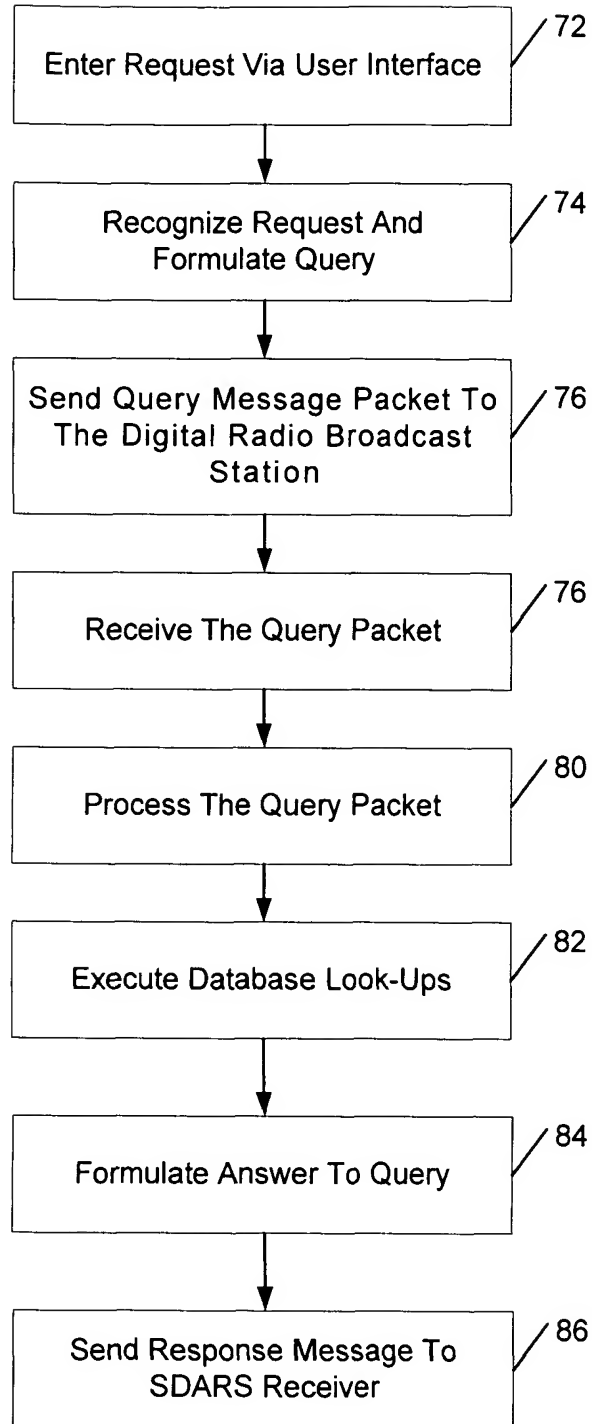 72
Enter Request Via User Interface
74
Recognize Request And
Formulate Query
76
Send Query Message Packet To
The Digital Radio Broadcast
Station
76
Receive The Query Packet
80
Process The Query Packet
82
Execute Database Look-Ups
84
Formulate Answer To Query
86
Send Response Message To
SDARS Receiver